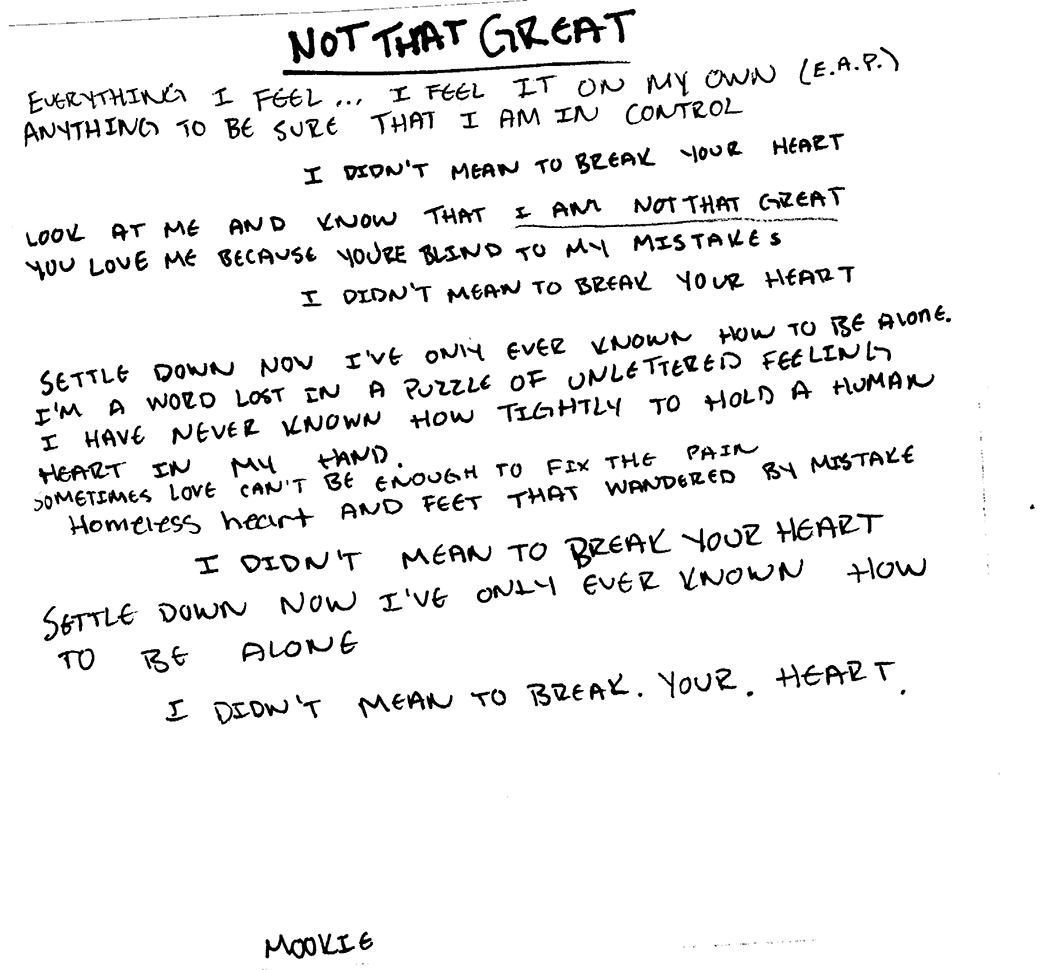 NOT THAT GREAT
EVERYTHING I FEEL... I FEEL IT ON MY OWN (E.A.P.)
ANYTHING TO BE SURE THAT I AM IN CONTROL
I DIDN'T MEAN TO BREAK YOUR HEART
LOOK AT ME AND KNOW THAT I AM NOT THAT GREAT
YOU LOVE ME BECAUSE YOU'RE BLIND TO MY MISTAKES
I DIDN'T MEAN TO BREAK YOUR HEART
SETTLE DOWN NOW I'VE ONLY EVER KNOWN HOW TO BE ALONE.
I'M A WORD LOST IN A PUZZLE OF UNLETTERED FEELING
I HAVE NEVER KNOWN HOW TIGHTLY TO HOLD A HUMAN
HEART IN MY HAND.
SOMETIMES LOVE CAN'T BE ENOUGH TO FIX THE PAIN
Homeless heart AND FEET THAT WANDERED BY MISTAKE
I DIDN'T MEAN TO BREAK YOUR HEART
SETTLE DOWN NOW I'VE ONLY EVER KNOWN HOW
TO BE ALONE
I DIDN'T MEAN TO BREAK. YOUR. HEART.
MOOKIE